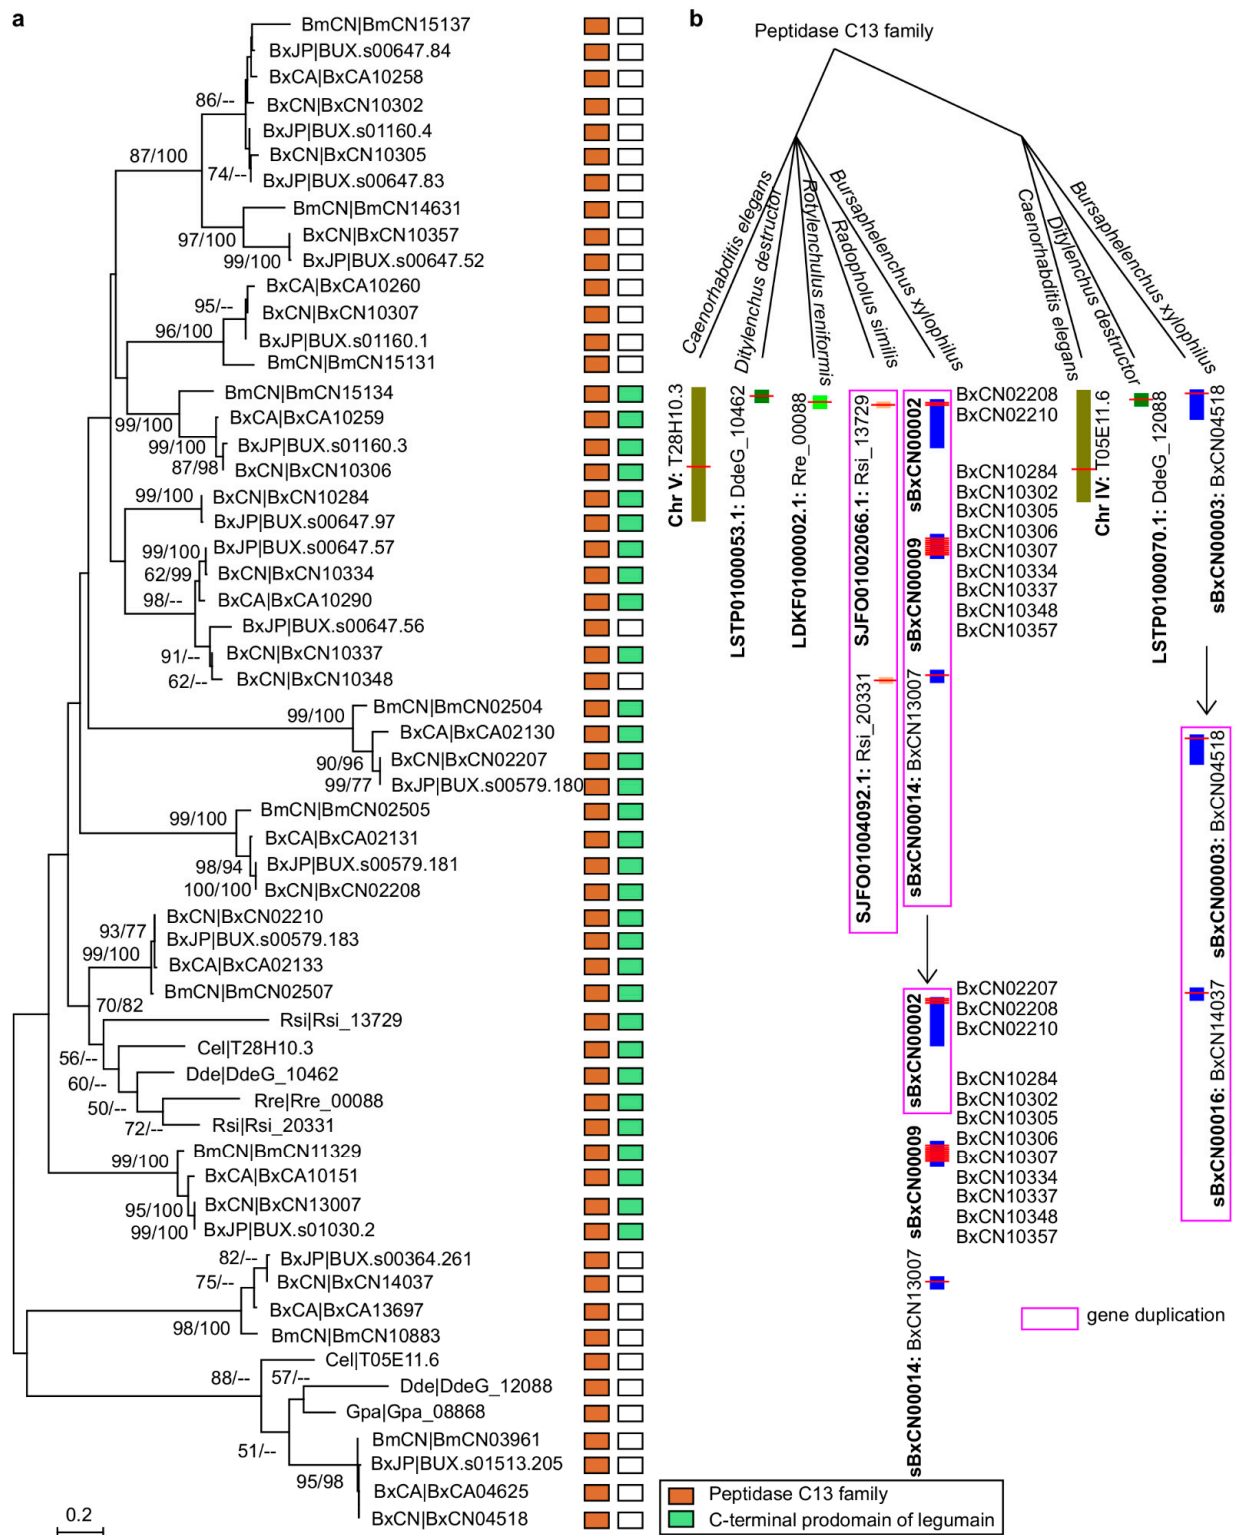 a
BmCN|BmCN15137
BxJP|BUX.s00647.84
BxCA|BxCA10258
86/--
BxCN|BxCN10302
BxJP|BUX.s01160.4
87/100
BxCN|BxCN10305
74/--
BxJP|BUX.s00647.83
BmCN|BmCN14631
97/100
BxCN|BxCN10357
99/100
BxJP|BUX.s00647.52
BxCA|BxCA10260
95/--
BxCN|BxCN10307
96/100
BxJP|BUX.s01160.1
BmCN|BmCN15131
BmCN|BmCN15134
99/100
BxCA|BxCA10259
99/100
BxJP|BUX.s01160.3
87/98
BxCN|BxCN10306
99/100
BxCN|BxCN10284
BxJP|BUX.s00647.97
99/100
BxJP|BUX.s00647.57
62/99
BxCN|BxCN10334
98/--
BxCA|BxCA10290
BxJP|BUX.s00647.56
91/--
BxCN|BxCN10337
62/--
BxCN|BxCN10348
99/100
BmCN|BmCN02504
BxCA|BxCA02130
90/96
BxCN|BxCN02207
99/77
BxJP|BUX.s00579.180
99/100
BmCN|BmCN02505
BxCA|BxCA02131
98/94
BxJP|BUX.s00579.181
100/100
BxCN|BxCN02208
93/77
BxCN|BxCN02210
99/100
BxJP|BUX.s00579.183
BxCA|BxCA02133
BmCN|BmCN02507
70/82
Rsi|Rsi_13729
56/--
Cel|T28H10.3
60/--
Dde|DdeG_10462
50/--
Rre|Rre_00088
72/--
Rsi|Rsi_20331
99/100
BmCN|BmCN11329
BxCA|BxCA10151
95/100
BxCN|BxCN13007
99/100
BxJP|BUX.s01030.2
82/--
BxJP|BUX.s00364.261
75/--
BxCN|BxCN14037
BxCA|BxCA13697
98/100
BmCN|BmCN10883
Cel|T05E11.6
88/--
57/--
Dde|DdeG_12088
Gpa|Gpa_08868
51/--
BmCN|BmCN03961
BxJP|BUX.s01513.205
95/98
BxCA|BxCA04625
BxCN|BxCN04518
0.2
b
Peptidase C13 family
Caenorhabditis elegans
Ditylenchus destructor
Rotylenchulus reniformis
Radopholus similis
Bursaphelenchus xylophilus
Caenorhabditis elegans
Ditylenchus destructor
Bursaphelenchus xylophilus
Chr V: T28H10.3
LSTP01000053.1: DdeG_10462
LDKF01000002.1: Rre_00088
SJFO01002066.1: Rsi_13729
SJFO01004092.1: Rsi_20331
sBxCN00002
BxCN02208
BxCN02210
sBxCN00009
BxCN10284
BxCN10302
BxCN10305
BxCN10306
BxCN10307
BxCN10334
BxCN10337
BxCN10348
BxCN10357
sBxCN00014: BxCN13007
Chr IV: T05E11.6
LSTP01000070.1: DdeG_12088
sBxCN00003: BxCN04518
sBxCN00002
BxCN02207
BxCN02208
BxCN02210
sBxCN00009
BxCN10284
BxCN10302
BxCN10305
BxCN10306
BxCN10307
BxCN10334
BxCN10337
BxCN10348
BxCN10357
sBxCN00014: BxCN13007
sBxCN00003: BxCN04518
sBxCN00016: BxCN14037
gene duplication
Peptidase C13 family
C-terminal prodomain of legumain